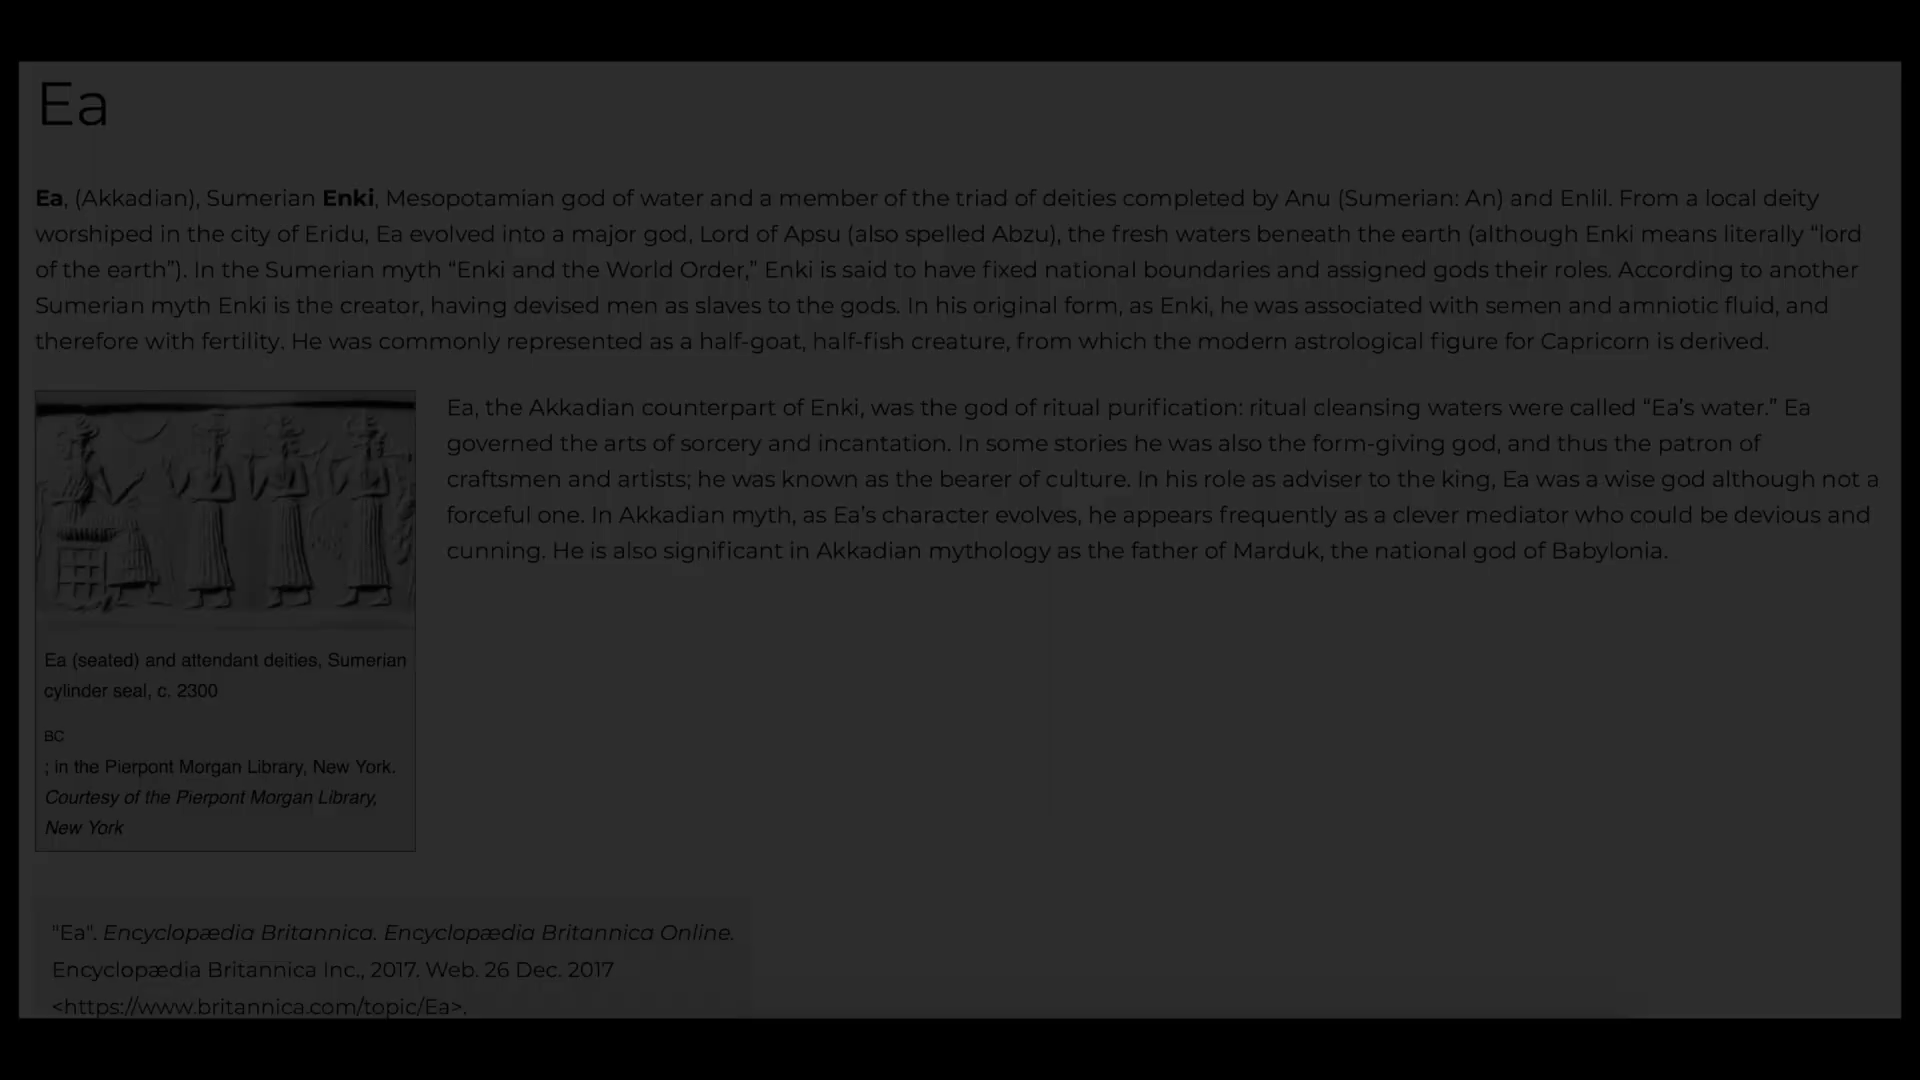 Ea
Ea, (Akkadian), Sumerian Enki, Mesopotamian god of water and a member of the triad of deities completed by Anu (Sumerian: An) and Enlil. From a local deity
worshiped in the city of Eridu, Ea evolved into a major god, Lord of Apsu (also spelled Abzu), the fresh waters beneath the earth (although Enki means literally “lord
of the earth”). In the Sumerian myth “Enki and the World Order,” Enki is said to have fixed national boundaries and assigned gods their roles. According to another
Sumerian myth Enki is the creator, having devised men as slaves to the gods. In his original form, as Enki, he was associated with semen and amniotic fluid, and
therefore with fertility. He was commonly represented as a half-goat, half-fish creature, from which the modern astrological figure for Capricorn is derived.
Ea, the Akkadian counterpart of Enki, was the god of ritual purification: ritual cleansing waters were called “Ea’s water.” Ea
governed the arts of sorcery and incantation. In some stories he was also the form-giving god, and thus the patron of
craftsmen and artists; he was known as the bearer of culture. In his role as adviser to the king, Ea was a wise god although not a
forceful one. In Akkadian myth, as Ea’s character evolves, he appears frequently as a clever mediator who could be devious and
cunning. He is also significant in Akkadian mythology as the father of Marduk, the national god of Babylonia.
Ea (seated) and attendant deities, Sumerian
cylinder seal, c. 2300
BC
; in the Pierpont Morgan Library, New York.
Courtesy of the Pierpont Morgan Library,
New York
"Ea". Encyclopædia Britannica. Encyclopædia Britannica Online.
Encyclopædia Britannica Inc., 2017. Web. 26 Dec. 2017
<https://www.britannica.com/topic/Ea>.